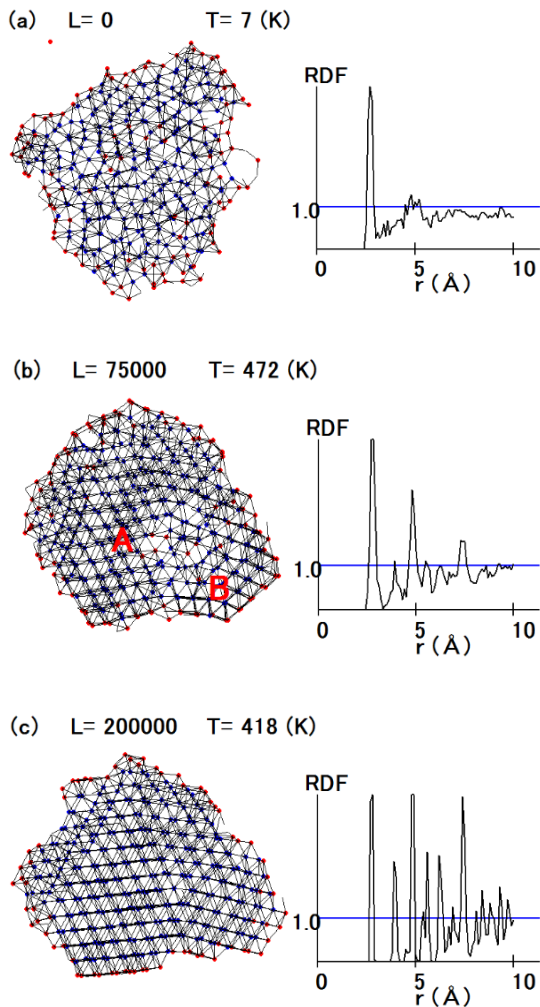 (a) L= 0 T= 7 (K)
RDF
1.0
0 5 10
r (Å)
(b) L= 75000 T= 472 (K)
RDF
A
B
1.0
0 5 10
r (Å)
(c) L= 200000 T= 418 (K)
RDF
1.0
0 5 10
r (Å)